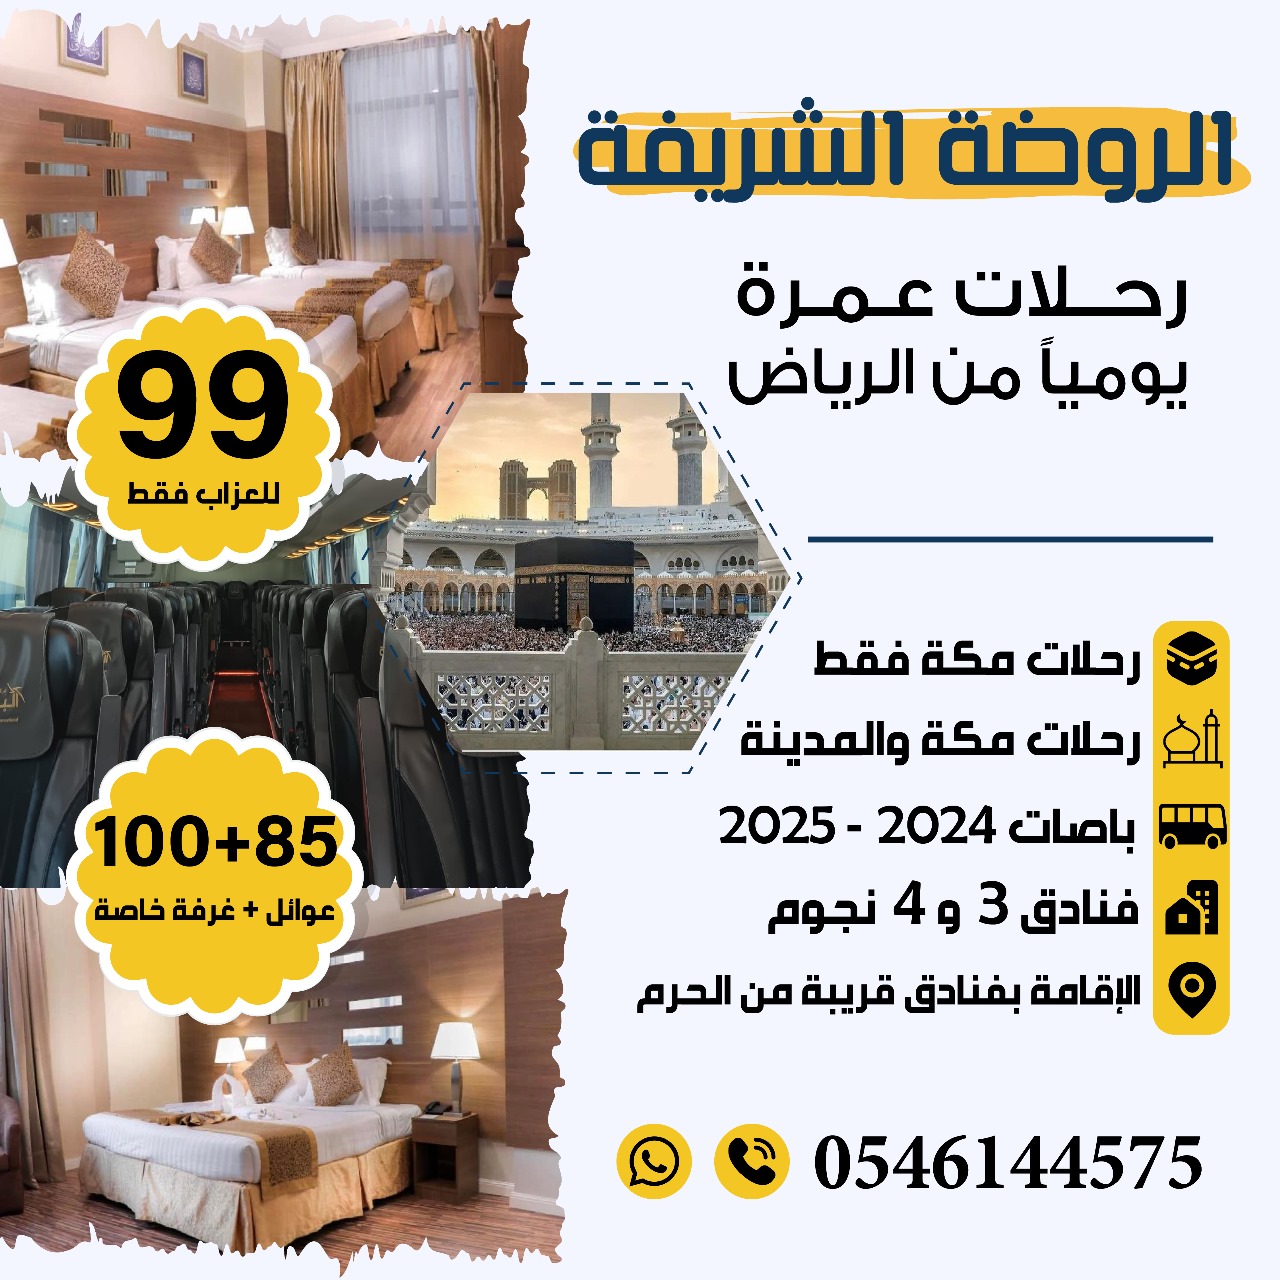 الروضة الشريفة
رحـــلات عـمـرة
يومياً من الرياض
99
للعزاب فقط
رحلات مكة فقط
رحلات مكة والمدينة
باصات 2024 - 2025
فنادق 3 و 4 نجوم
الإقامة بفنادق قريبة من الحرم
100+85
عوائل + غرفة خاصة
0546144575